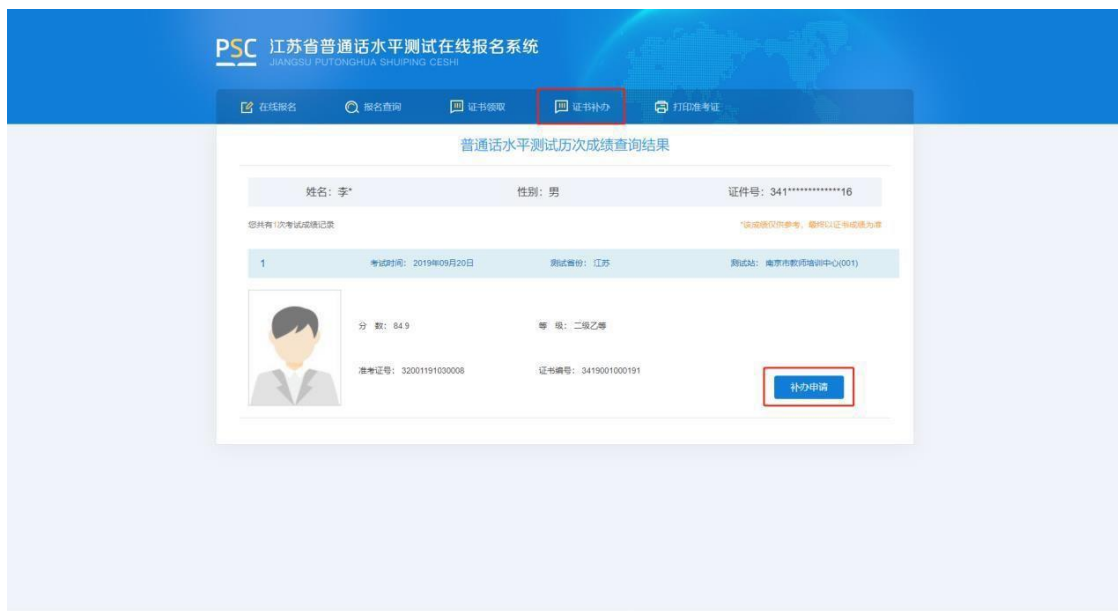 PSC 江苏省普通话水平测试在线报名系统
JIANGSU PUTONGHUA SHUIPING CESHI
在线报名 报名查询 证书领取 证书补办 打印准考证
普通话水平测试历次成绩查询结果
姓名：李* 性别：男 证件号：341*************16
您共有1次考试成绩记录 *该成绩仅供参考，最终以证书成绩为准
1 考试时间：2019年09月20日 测试省份：江苏 测试站：南京市教师培训中心(001)
分 数：84.9 等 级：二级乙等
准考证号：32001191030008 证书编号：3419001000191
补办申请